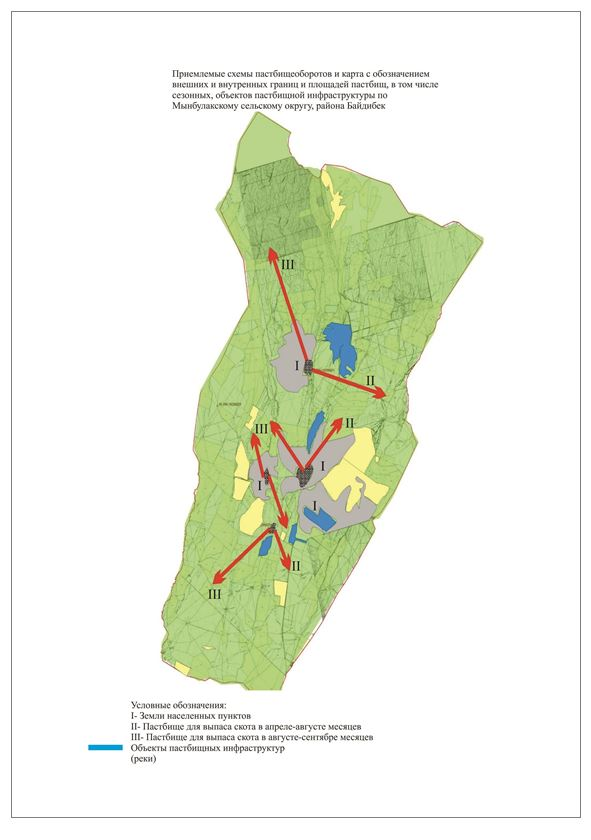 Приемлемые схемы пастбищеоборотов и карта с обозначением
внешних и внутренных границ и площадей пастбищ, в том числе
сезонных, объектов пастбищной инфраструктуры по
Мынбулакскому сельскому округу, района Байдибек
III
I
II
III
II
I
I
I
II
III
Условные обозначения:
I- Земли населенных пунктов
II- Пастбище для выпаса скота в апреле-августе месяцев
III- Пастбище для выпаса скота в августе-сентябре месяцев
Объекты пастбищных инфраструктур
(реки)